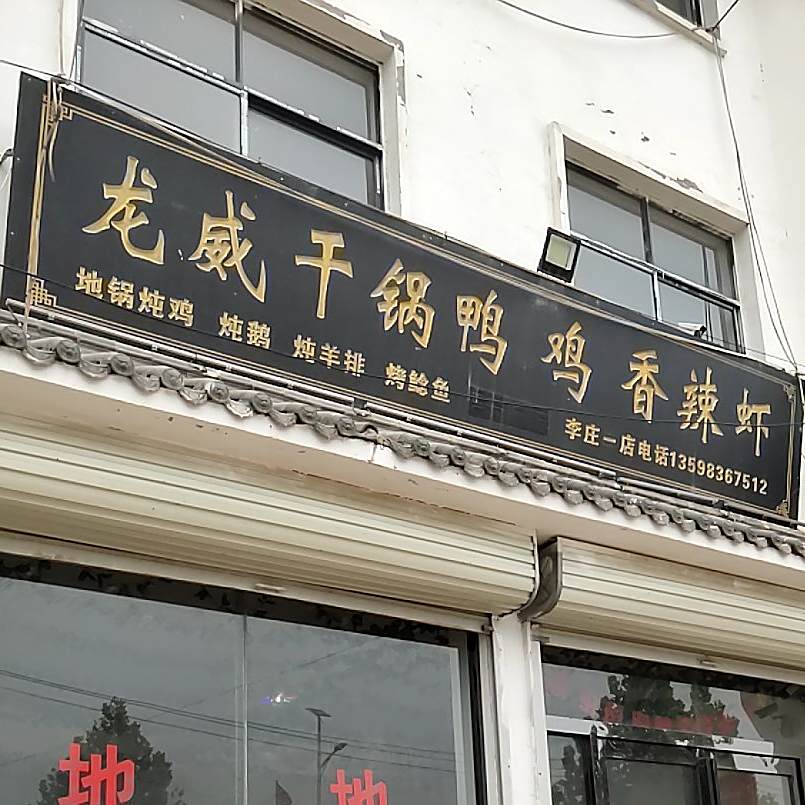 龙威干锅鸭 鸡香辣虾
地锅炖鸡 炖鹅 炖羊排 烤鲶鱼
李庄一店电话13598367512
地 地